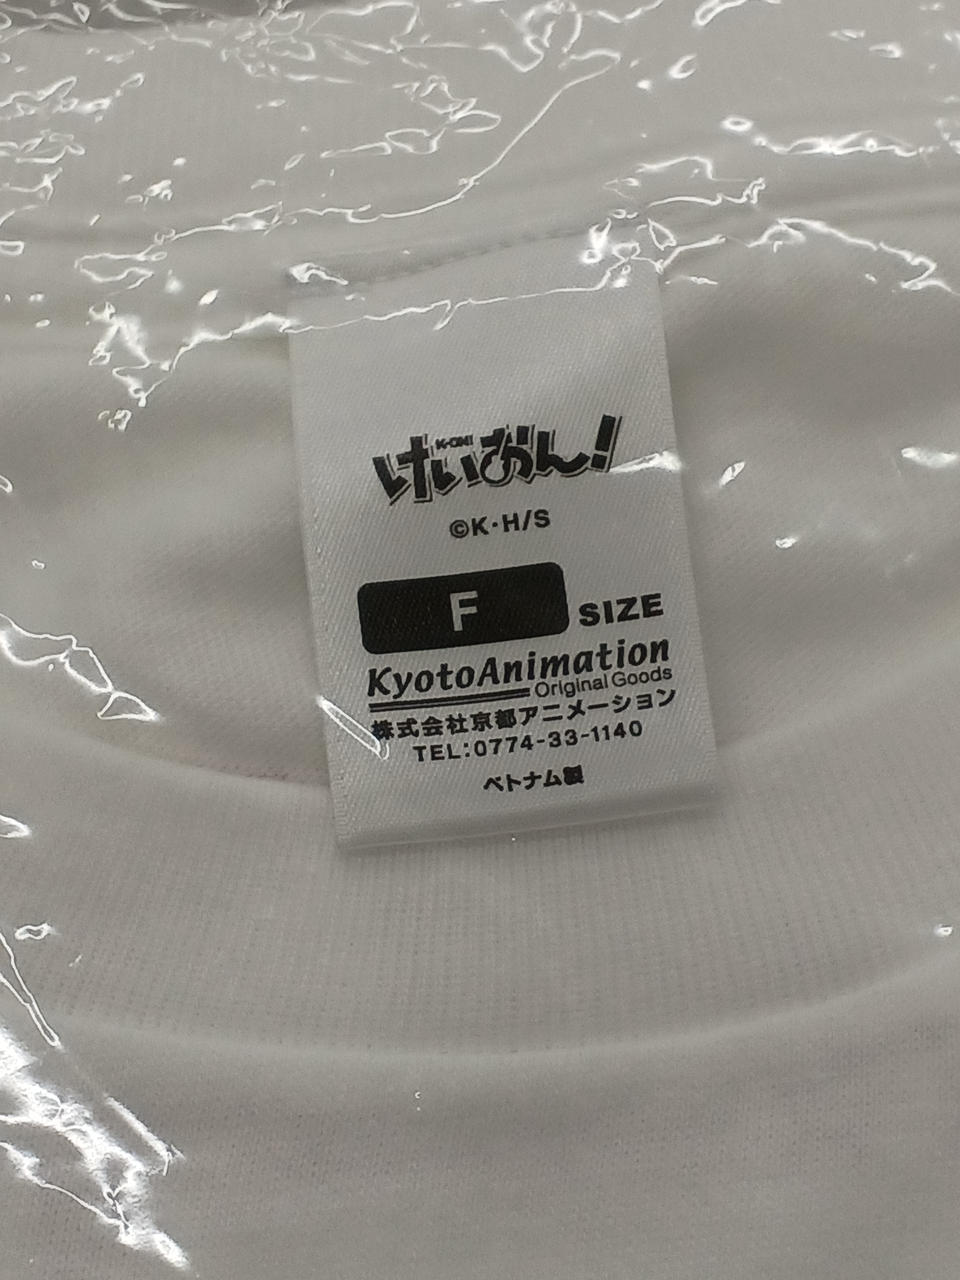 けいおん!
K-ON!
©K・H/S
F SIZE
KyotoAnimation
Original Goods
株式会社京都アニメーション
TEL:0774-33-1140
ベトナム製